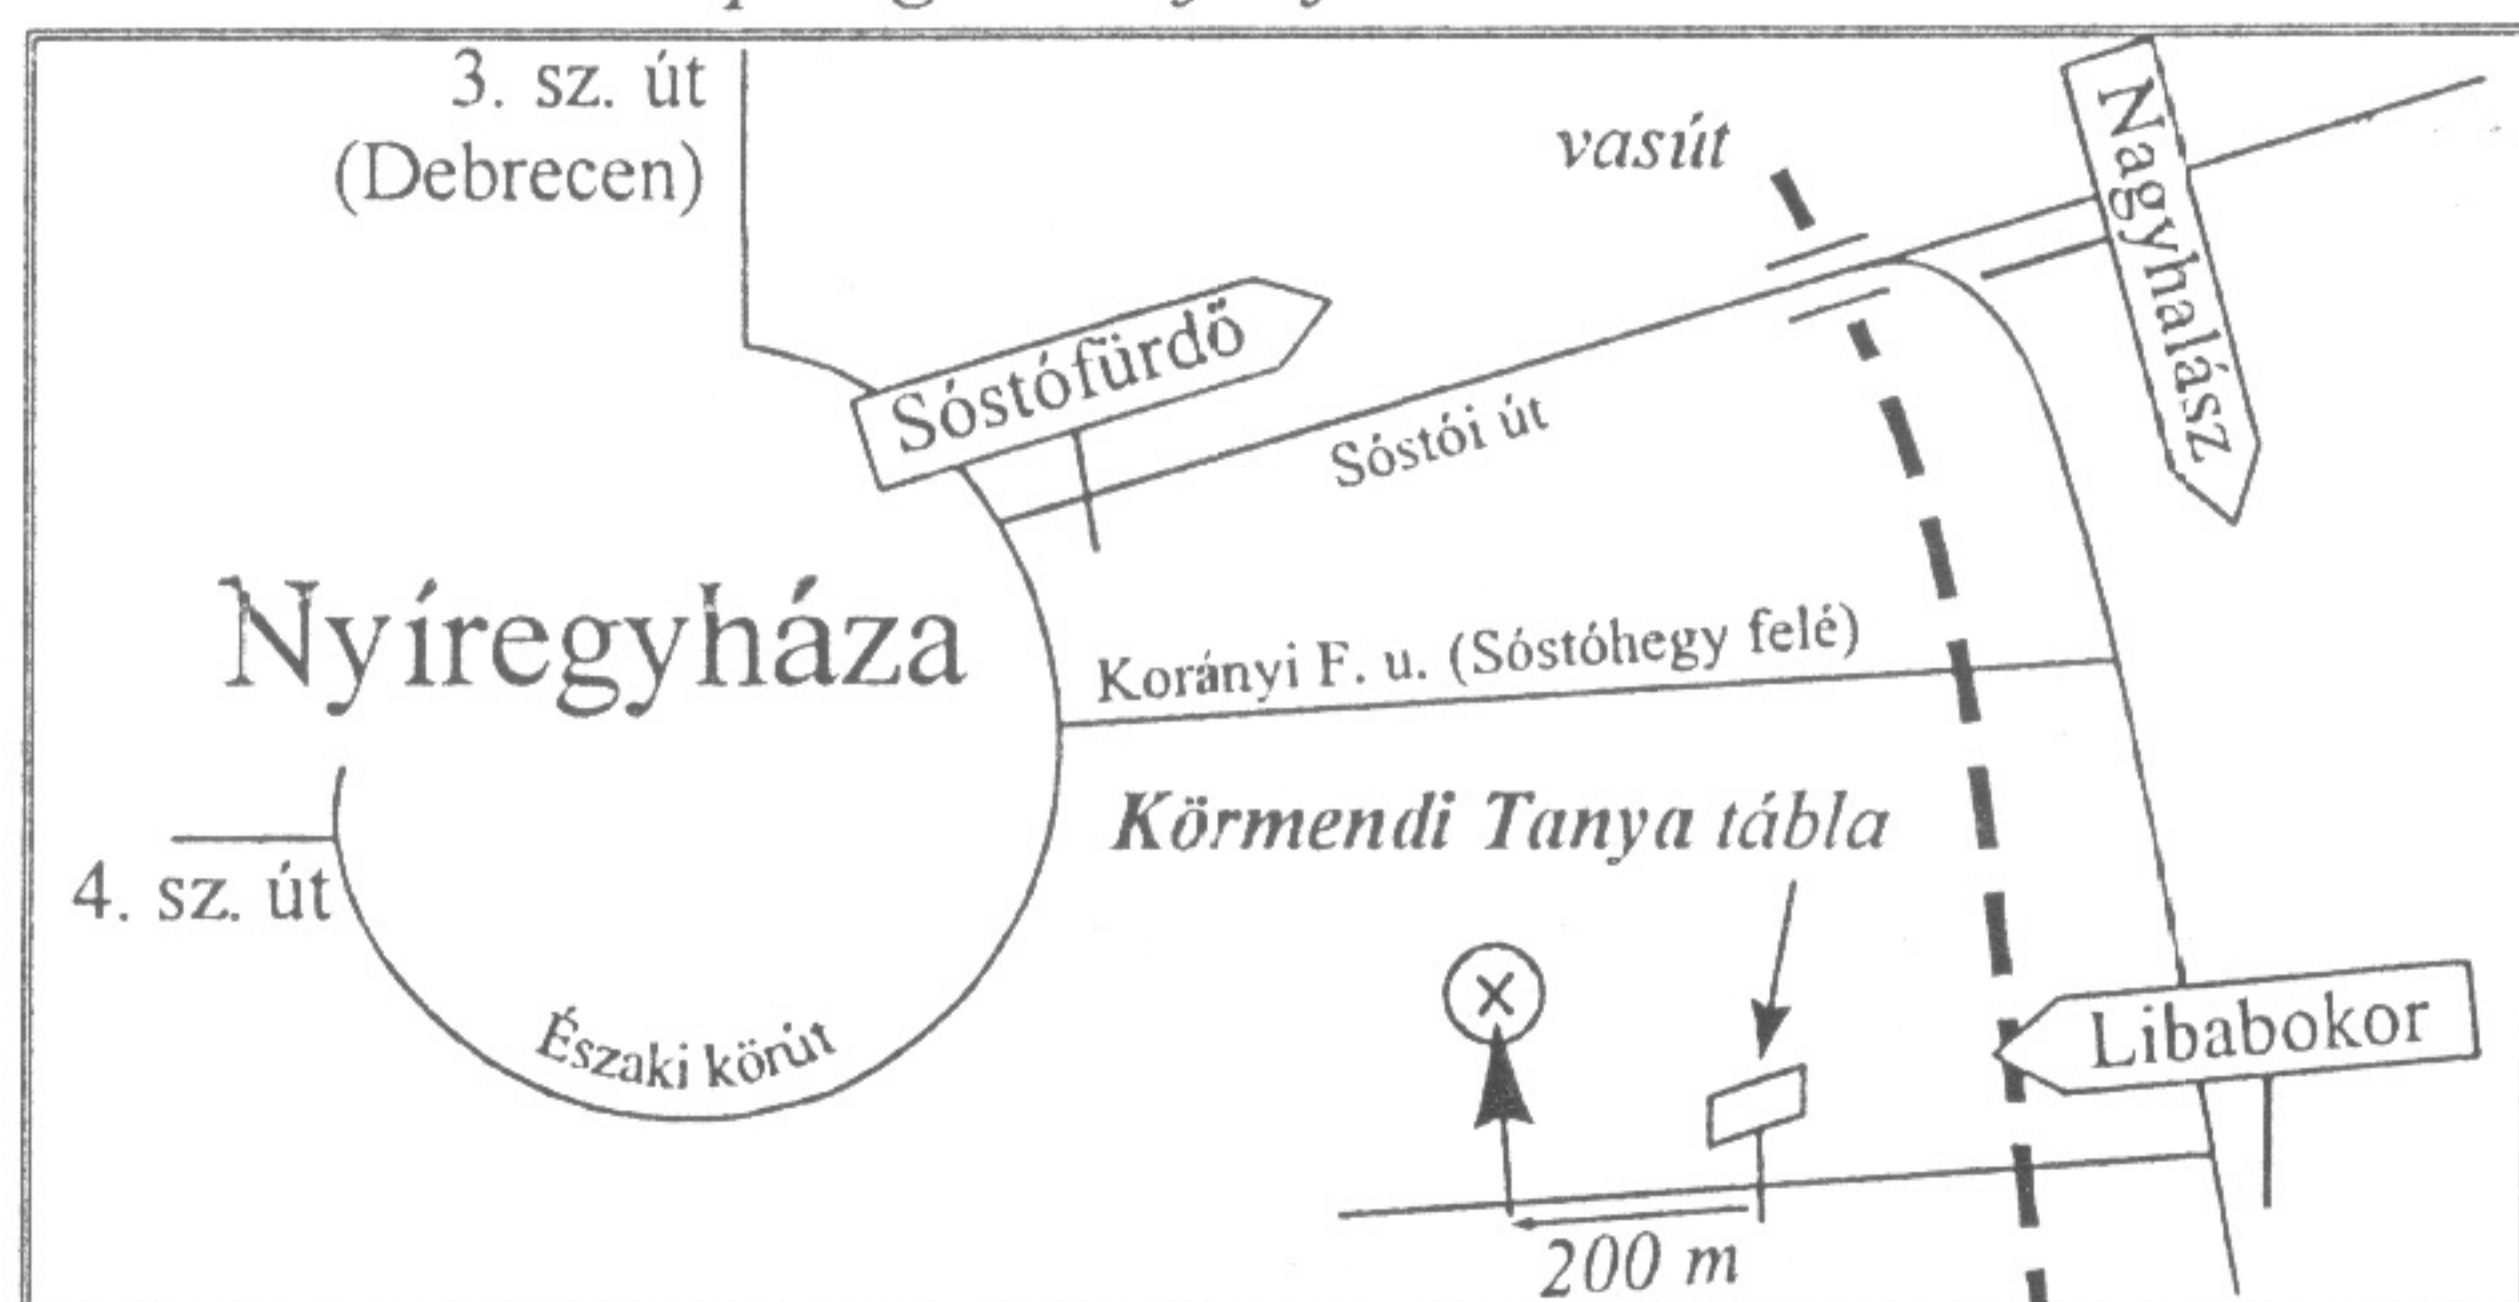 3. sz. út
(Debrecen)
vasút
Nagyhalász
Sóstófürdő
Sóstói út
Nyíregyháza
Korányi F. u. (Sóstóhegy felé)
Körmendi Tanya tábla
4. sz. út
X
Északi körút
Libabokor
200 m